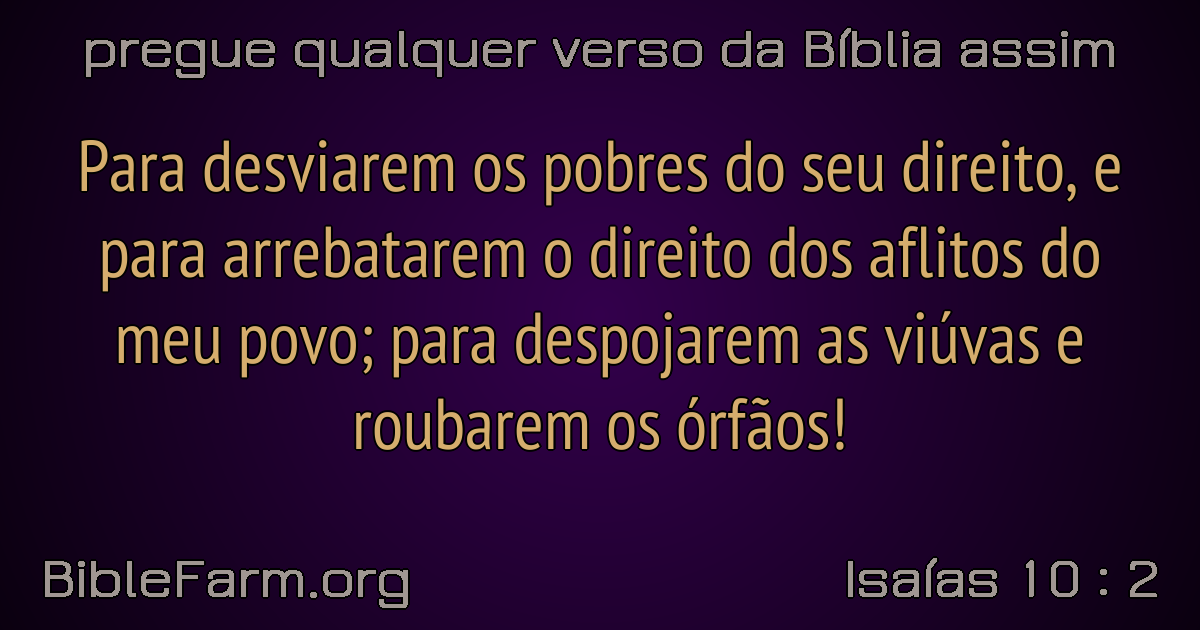 pregue qualquer verso da Bíblia assim
Para desviarem os pobres do seu direito, e
para arrebatarem o direito dos aflitos do
meu povo; para despojarem as viúvas e
roubarem os órfãos!
BibleFarm.org
Isaías 10 : 2